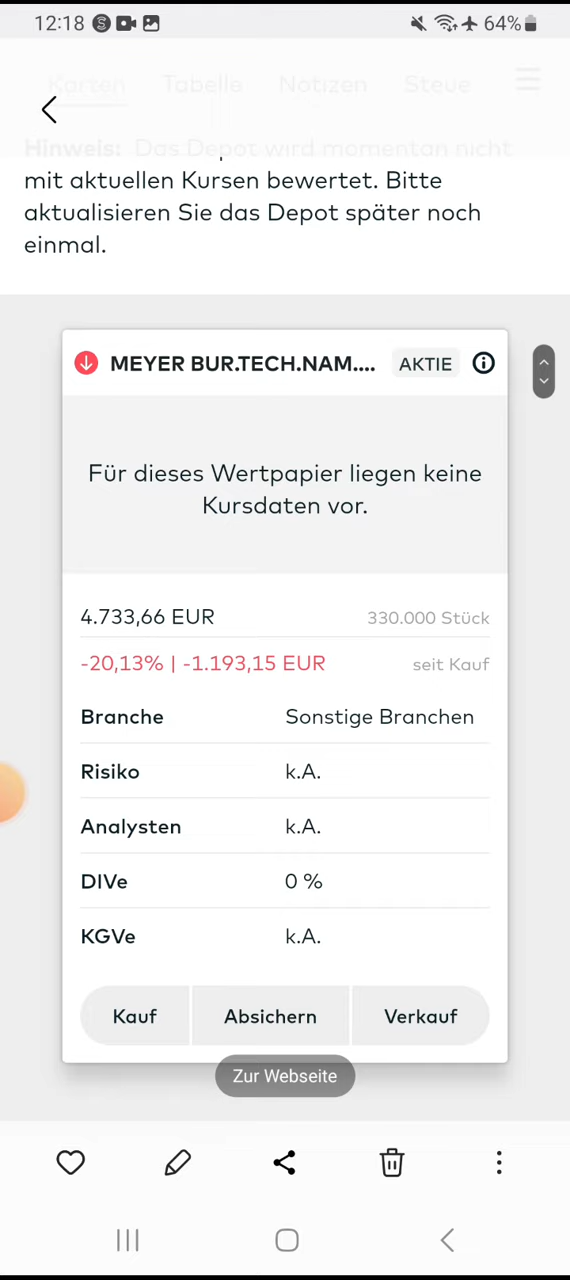 12:18
64%
Karten Tabelle Notizen Steue
Hinweis: Das Depot wird momentan nicht
mit aktuellen Kursen bewertet. Bitte
aktualisieren Sie das Depot später noch
einmal.
MEYER BUR.TECH.NAM.... AKTIE
Für dieses Wertpapier liegen keine
Kursdaten vor.
4.733,66 EUR 330.000 Stück
-20,13% | -1.193,15 EUR seit Kauf
Branche Sonstige Branchen
Risiko k.A.
Analysten k.A.
DIVe 0 %
KGVe k.A.
Kauf Absichern Verkauf
Zur Webseite